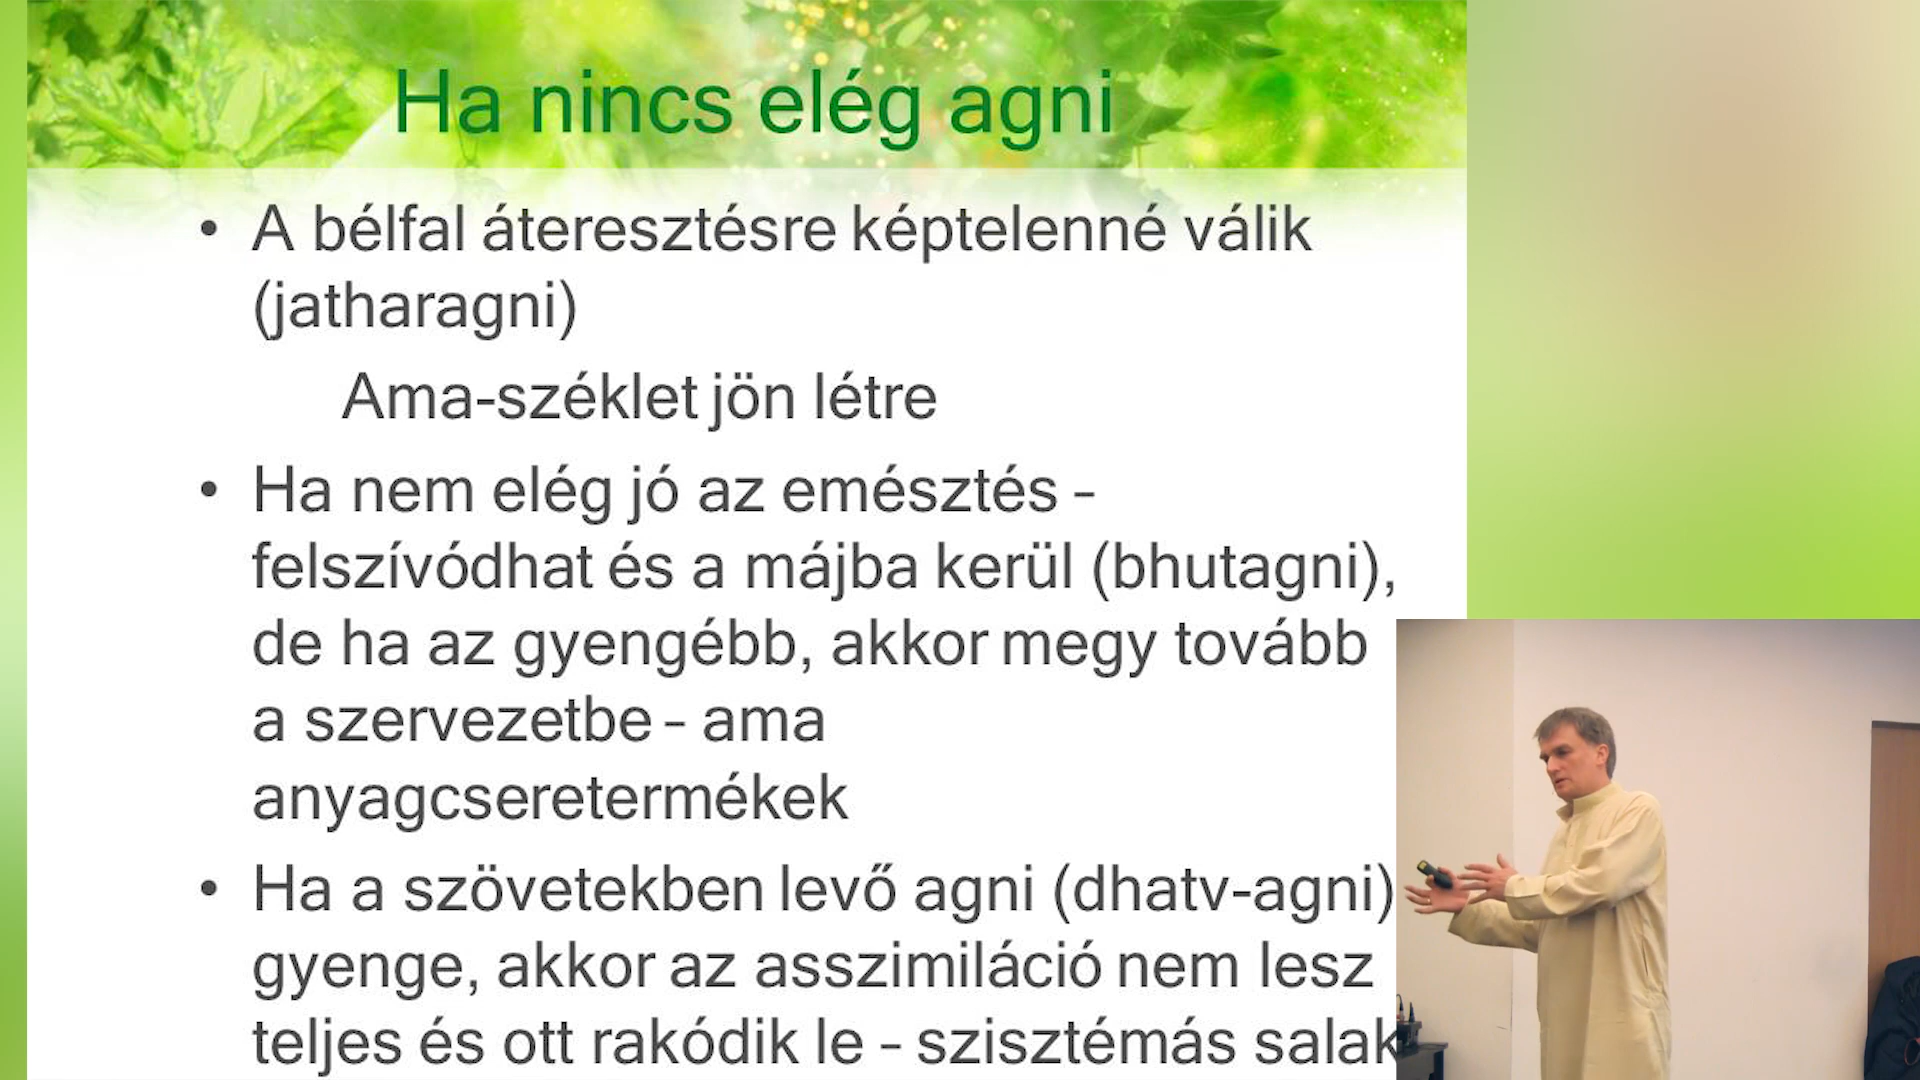 Ha nincs elég agni
• A bélfal áteresztésre képtelenné válik
(jatharagni)
Ama-széklet jön létre
• Ha nem elég jó az emésztés –
felszívódhat és a májba kerül (bhutagni),
de ha az gyengébb, akkor megy tovább
a szervezetbe – ama
anyagcseretermékek
• Ha a szövetekben levő agni (dhatv-agni)
gyenge, akkor az asszimiláció nem lesz
teljes és ott rakódik le – szisztémás salak